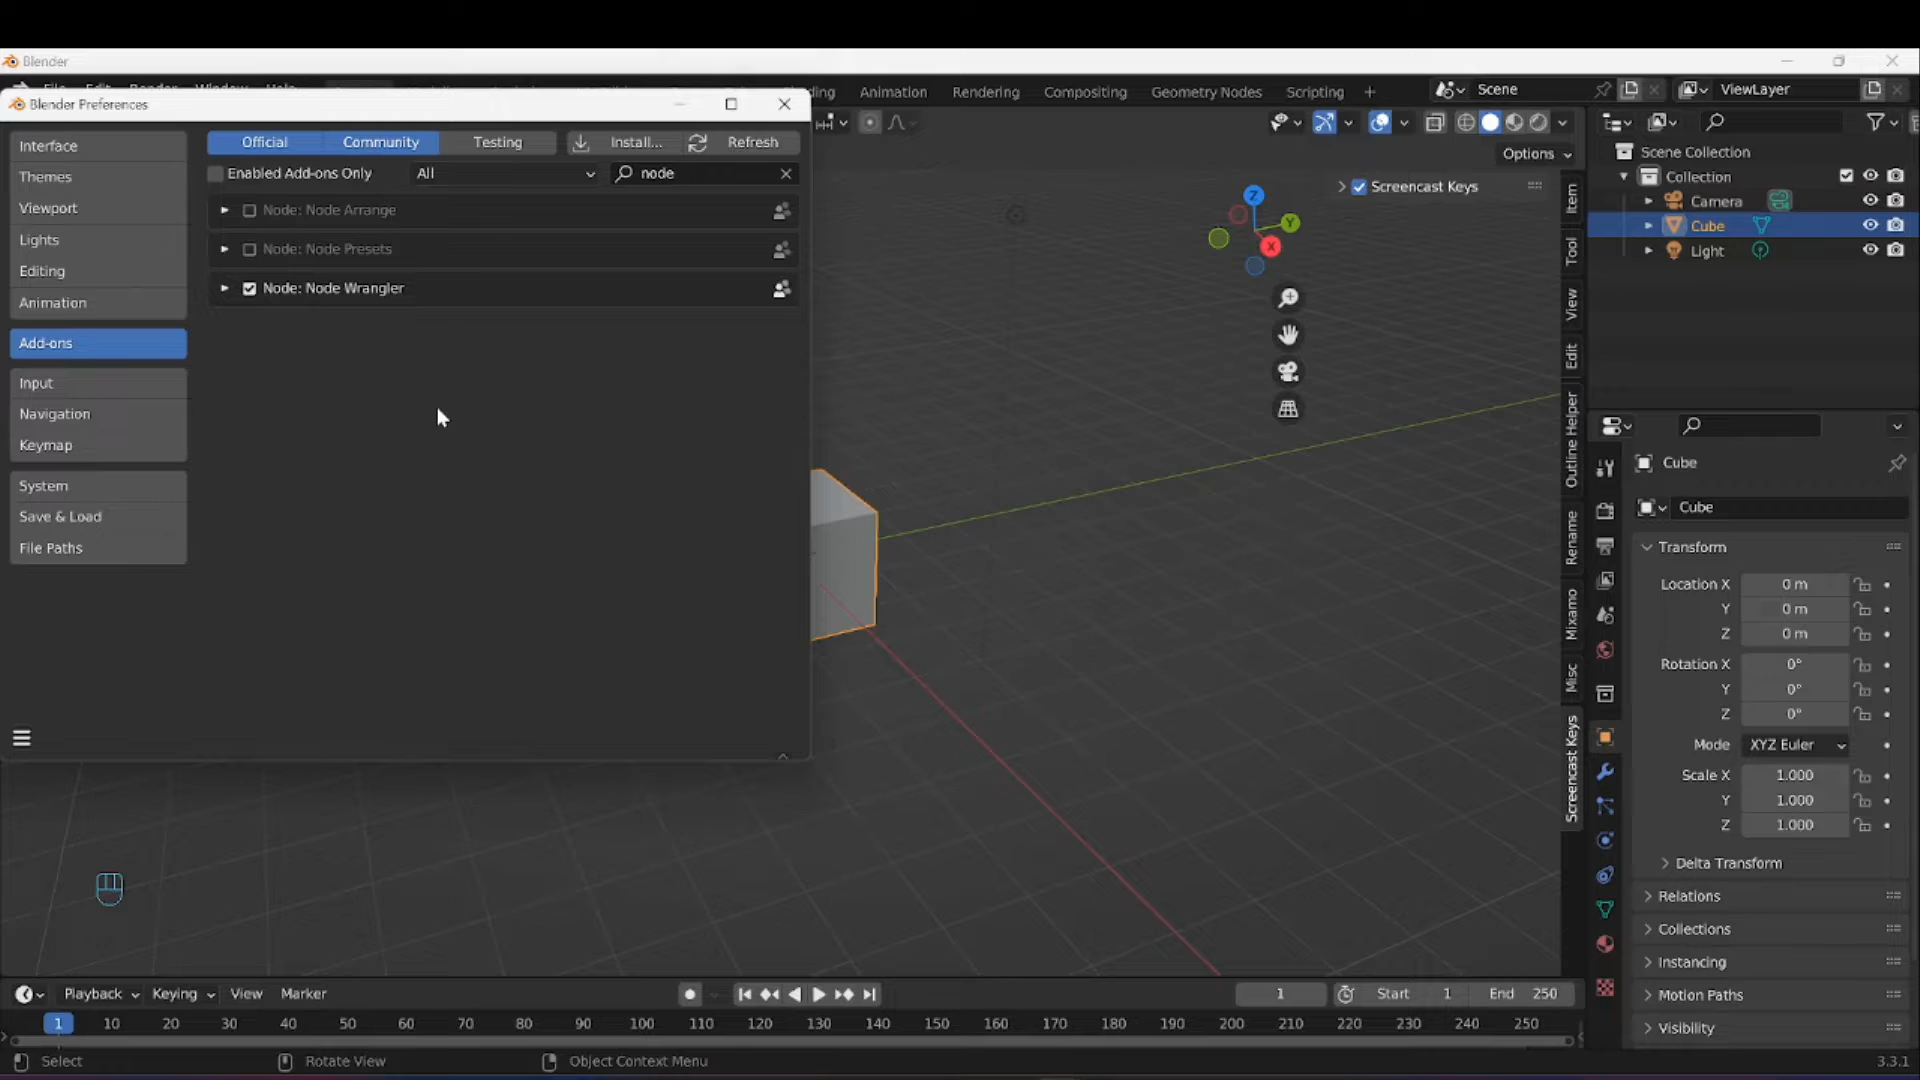 Blender
File Edit Render Window Help
Animation Rendering Compositing Geometry Nodes Scripting +
Scene
ViewLayer
Blender Preferences
Interface
Themes
Viewport
Lights
Editing
Animation
Add-ons
Input
Navigation
Keymap
System
Save & Load
File Paths
Official Community Testing Install... Refresh
Enabled Add-ons Only All node
Node: Node Arrange
Node: Node Presets
Node: Node Wrangler
Options
Screencast Keys
Z
Y
X
Item
Tool
View
Edit
Outline Helper
Rename
Mixamo
Misc
Screencast Keys
Scene Collection
Collection
Camera
Cube
Light
Cube
Cube
Transform
Location X 0 m
Y 0 m
Z 0 m
Rotation X 0°
Y 0°
Z 0°
Mode XYZ Euler
Scale X 1.000
Y 1.000
Z 1.000
Delta Transform
Relations
Collections
Instancing
Motion Paths
Visibility
Playback Keying View Marker
1 Start 1 End 250
1 10 20 30 40 50 60 70 80 90 100 110 120 130 140 150 160 170 180 190 200 210 220 230 240 250
Select Rotate View Object Context Menu
3.3.1